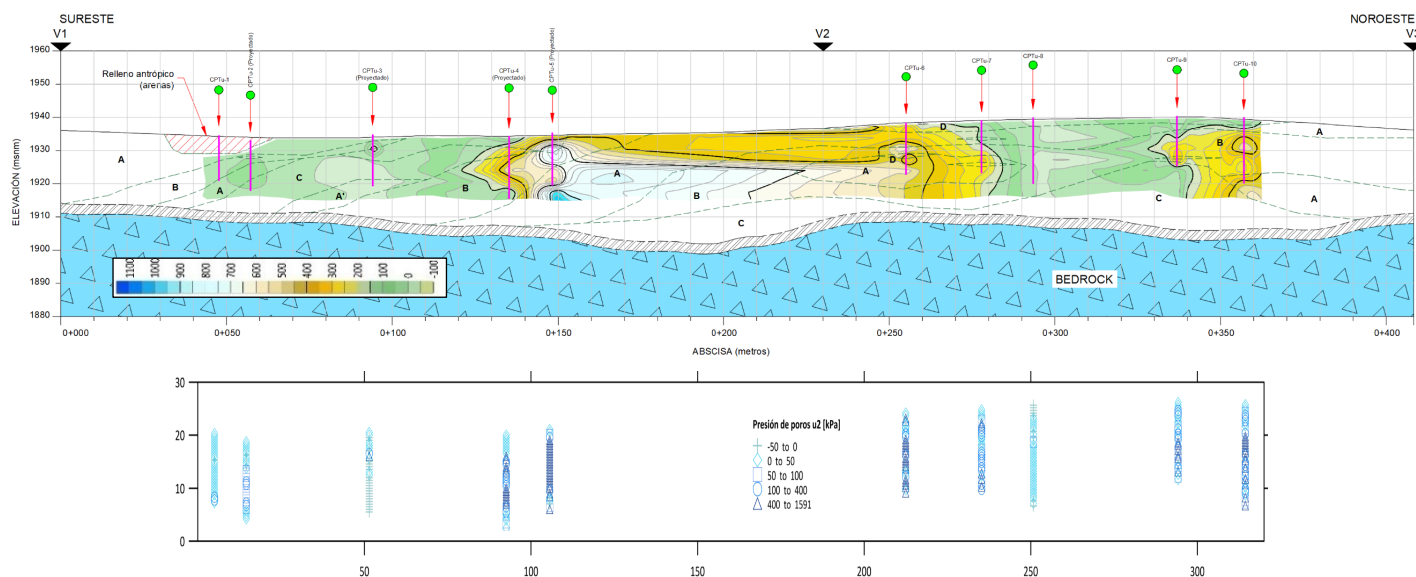 SURESTE
NOROESTE
V1
V2
V3
CPTu-1
CPTu-2 (Proyectado)
CPTu-3
(Proyectado)
CPTu-4
(Proyectado)
CPTu-5 (Proyectado)
CPTu-6
CPTu-7
CPTu-8
CPTu-9
CPTu-10
Relleno antrópico
(arenas)
ELEVACIÓN (msnm)
1960
1950
1940
1930
1920
1910
1900
1890
1880
A
B
A
C
A'
B
A
B
C
A'
D
D
C
B
A
A
1100
1000
900
800
700
600
500
400
300
200
100
0
-100
BEDROCK
0+000
0+050
0+100
0+150
0+200
0+250
0+300
0+350
0+400
ABSCISA (metros)
30
20
10
0
Presión de poros u2 [kPa]
-50 to 0
0 to 50
50 to 100
100 to 400
400 to 1591
50
100
150
200
250
300